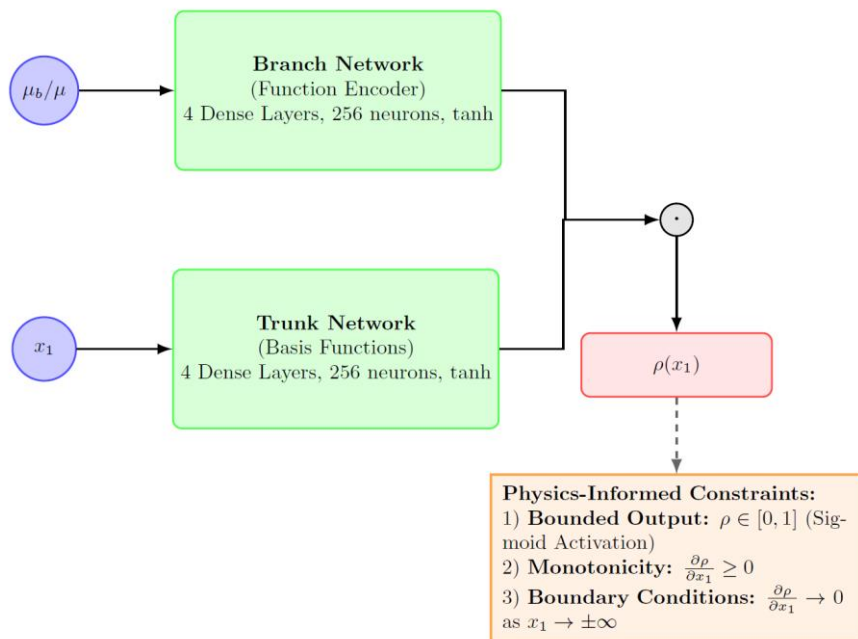 μ_b/μ
Branch Network
(Function Encoder)
4 Dense Layers, 256 neurons, tanh
·
x₁
Trunk Network
(Basis Functions)
4 Dense Layers, 256 neurons, tanh
ρ(x₁)
Physics-Informed Constraints:
1) Bounded Output: ρ ∈ [0, 1] (Sig-
moid Activation)
2) Monotonicity: ∂ρ/∂x₁ ≥ 0
3) Boundary Conditions: ∂ρ/∂x₁ → 0
as x₁ → ±∞